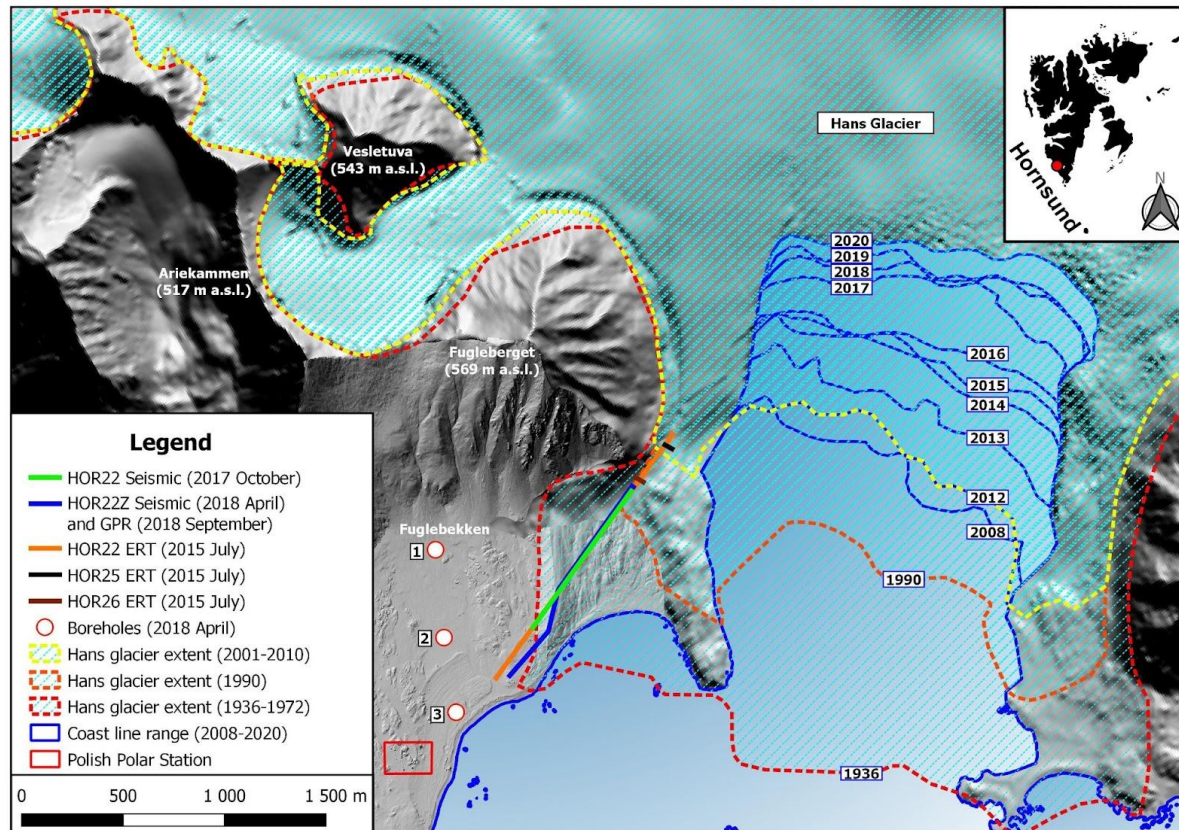 Hans Glacier
Hornsund
N
Vesletuva
(543 m a.s.l.)
Ariekammen
(517 m a.s.l.)
Fugleberget
(569 m a.s.l.)
2020
2019
2018
2017
2016
2015
2014
2013
2012
2008
1990
1936
Fuglebekken
1
2
3
Legend
HOR22 Seismic (2017 October)
HOR22Z Seismic (2018 April)
and GPR (2018 September)
HOR22 ERT (2015 July)
HOR25 ERT (2015 July)
HOR26 ERT (2015 July)
Boreholes (2018 April)
Hans glacier extent (2001-2010)
Hans glacier extent (1990)
Hans glacier extent (1936-1972)
Coast line range (2008-2020)
Polish Polar Station
0 500 1 000 1 500 m